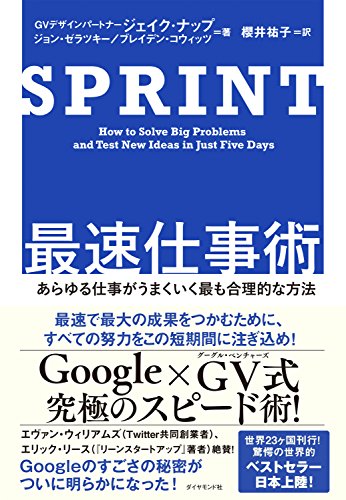 GVデザインパートナー ジェイク・ナップ
ジョン・ゼラツキー/ブレイデン・コウィッツ =著 櫻井祐子=訳
SPRINT
How to Solve Big Problems
and Test New Ideas in Just Five Days
最速仕事術
あらゆる仕事がうまくいく最も合理的な方法
最速で最大の成果をつかむために、
すべての努力をこの短期間に注ぎ込め!
グーグル・ベンチャーズ
Google×GV式
究極のスピード術!
エヴァン・ウィリアムズ(Twitter共同創業者)、
エリック・リース(『リーンスタートアップ』著者)絶賛!
Googleのすごさの秘密が
ついに明らかになった!
世界23ヶ国刊行!
驚愕の世界的
ベストセラー
日本上陸!
ダイヤモンド社